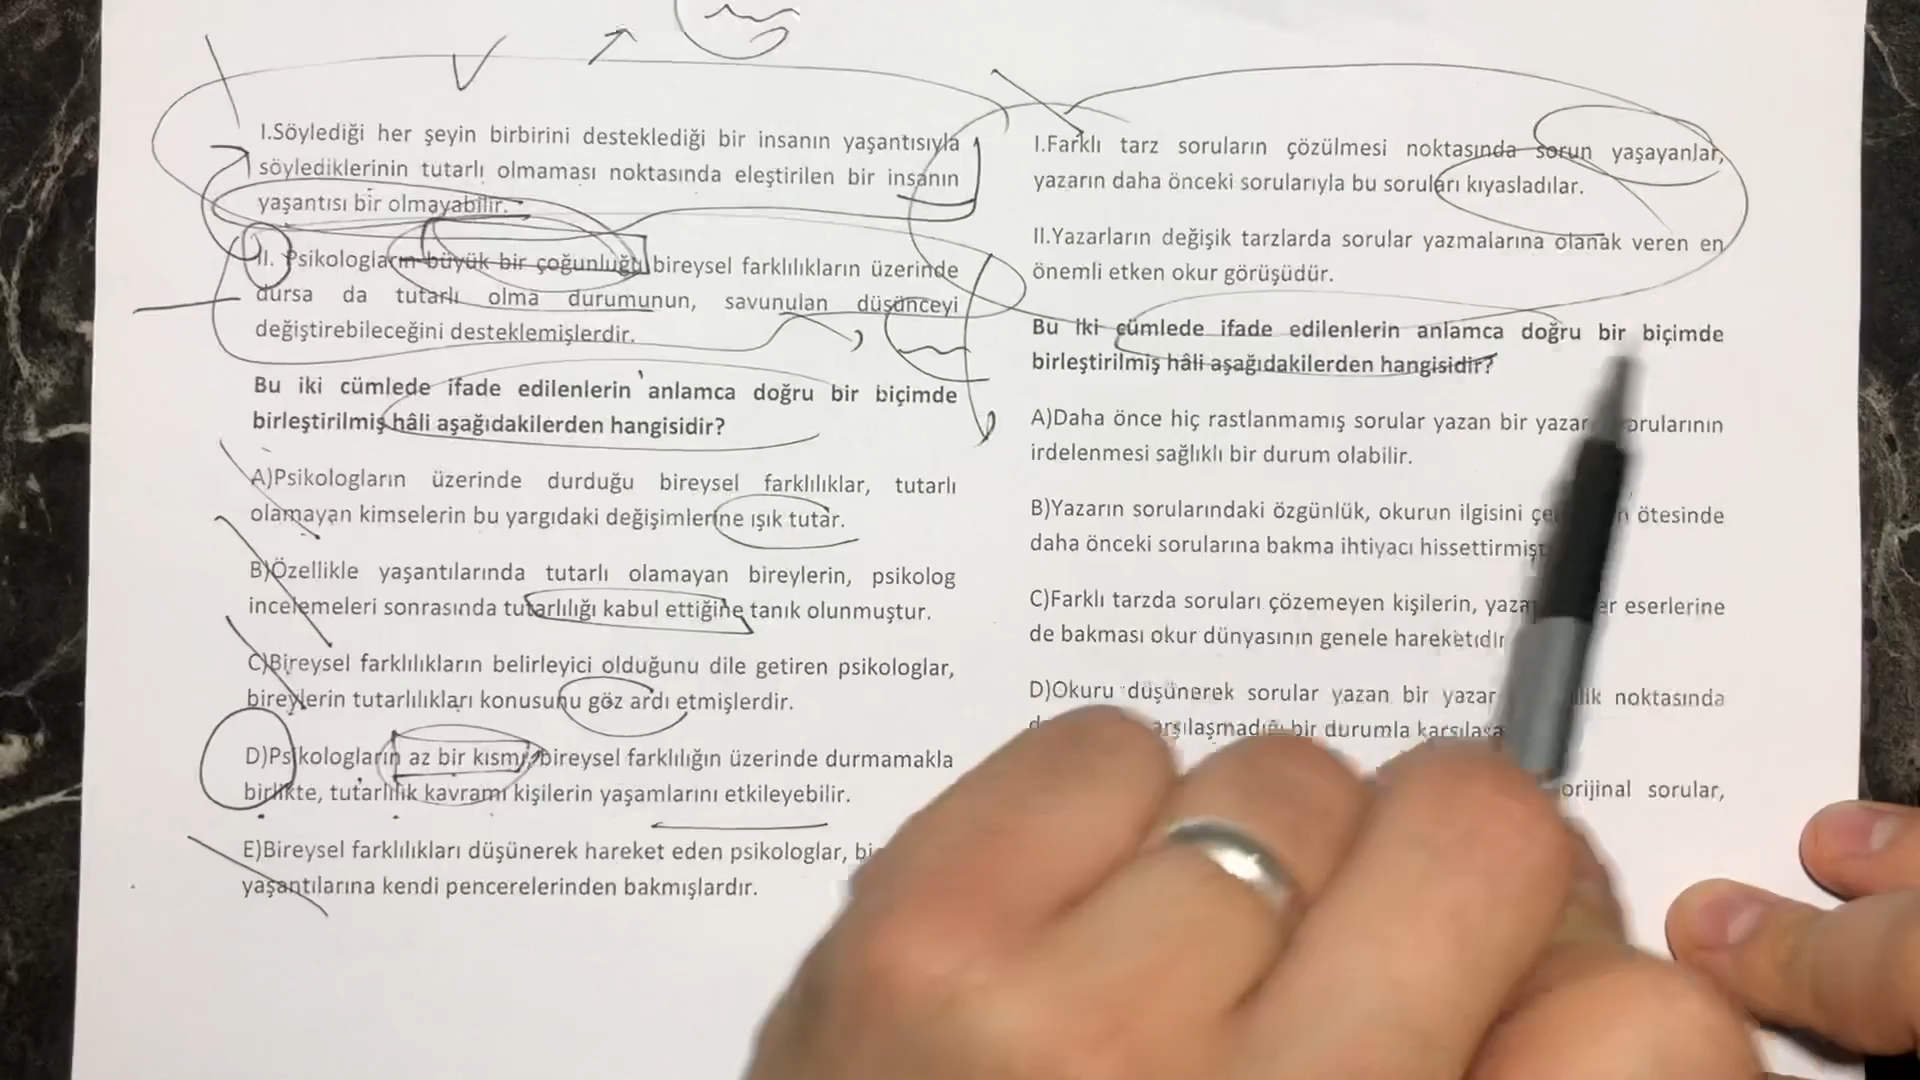 I.Söylediği her şeyin birbirini desteklediği bir insanın yaşantısıyla
söylediklerinin tutarlı olmaması noktasında eleştirilen bir insanın
yaşantısı bir olmayabilir.
II. Psikologların büyük bir çoğunluğu bireysel farklılıkların üzerinde
dursa da tutarlı olma durumunun, savunulan düşünceyi
değiştirebileceğini desteklemişlerdir.
Bu iki cümlede ifade edilenlerin anlamca doğru bir biçimde
birleştirilmiş hâli aşağıdakilerden hangisidir?
A)Psikologların üzerinde durduğu bireysel farklılıklar, tutarlı
olamayan kimselerin bu yargıdaki değişimlerine ışık tutar.
B)Özellikle yaşantılarında tutarlı olamayan bireylerin, psikolog
incelemeleri sonrasında tutarlılığı kabul ettiğine tanık olunmuştur.
C)Bireysel farklılıkların belirleyici olduğunu dile getiren psikologlar,
bireylerin tutarlılıkları konusunu göz ardı etmişlerdir.
D)Psikologların az bir kısmı, bireysel farklılığın üzerinde durmamakla
birlikte, tutarlılık kavramı kişilerin yaşamlarını etkileyebilir.
E)Bireysel farklılıkları düşünerek hareket eden psikologlar,
yaşantılarına kendi pencerelerinden bakmışlardır.
I.Farklı tarz soruların çözülmesi noktasında sorun yaşayanlar,
yazarın daha önceki sorularıyla bu soruları kıyasladılar.
II.Yazarların değişik tarzlarda sorular yazmalarına olanak veren en
önemli etken okur görüşüdür.
Bu iki cümlede ifade edilenlerin anlamca doğru bir biçimde
birleştirilmiş hâli aşağıdakilerden hangisidir?
A)Daha önce hiç rastlanmamış sorular yazan bir
irdelenmesi sağlıklı bir durum olabilir.
B)Yazarın sorularındaki özgünlük, okurun ilgisini ötesinde
daha önceki sorularına bakma ihtiyacı
C)Farklı tarzda soruları çözemeyen kişilerin, eserlerine
de bakması okur dünyasının genele
D)Okuru düşünerek sorular yazan bir yazar noktasında
bir durumla
orijinal sorular,